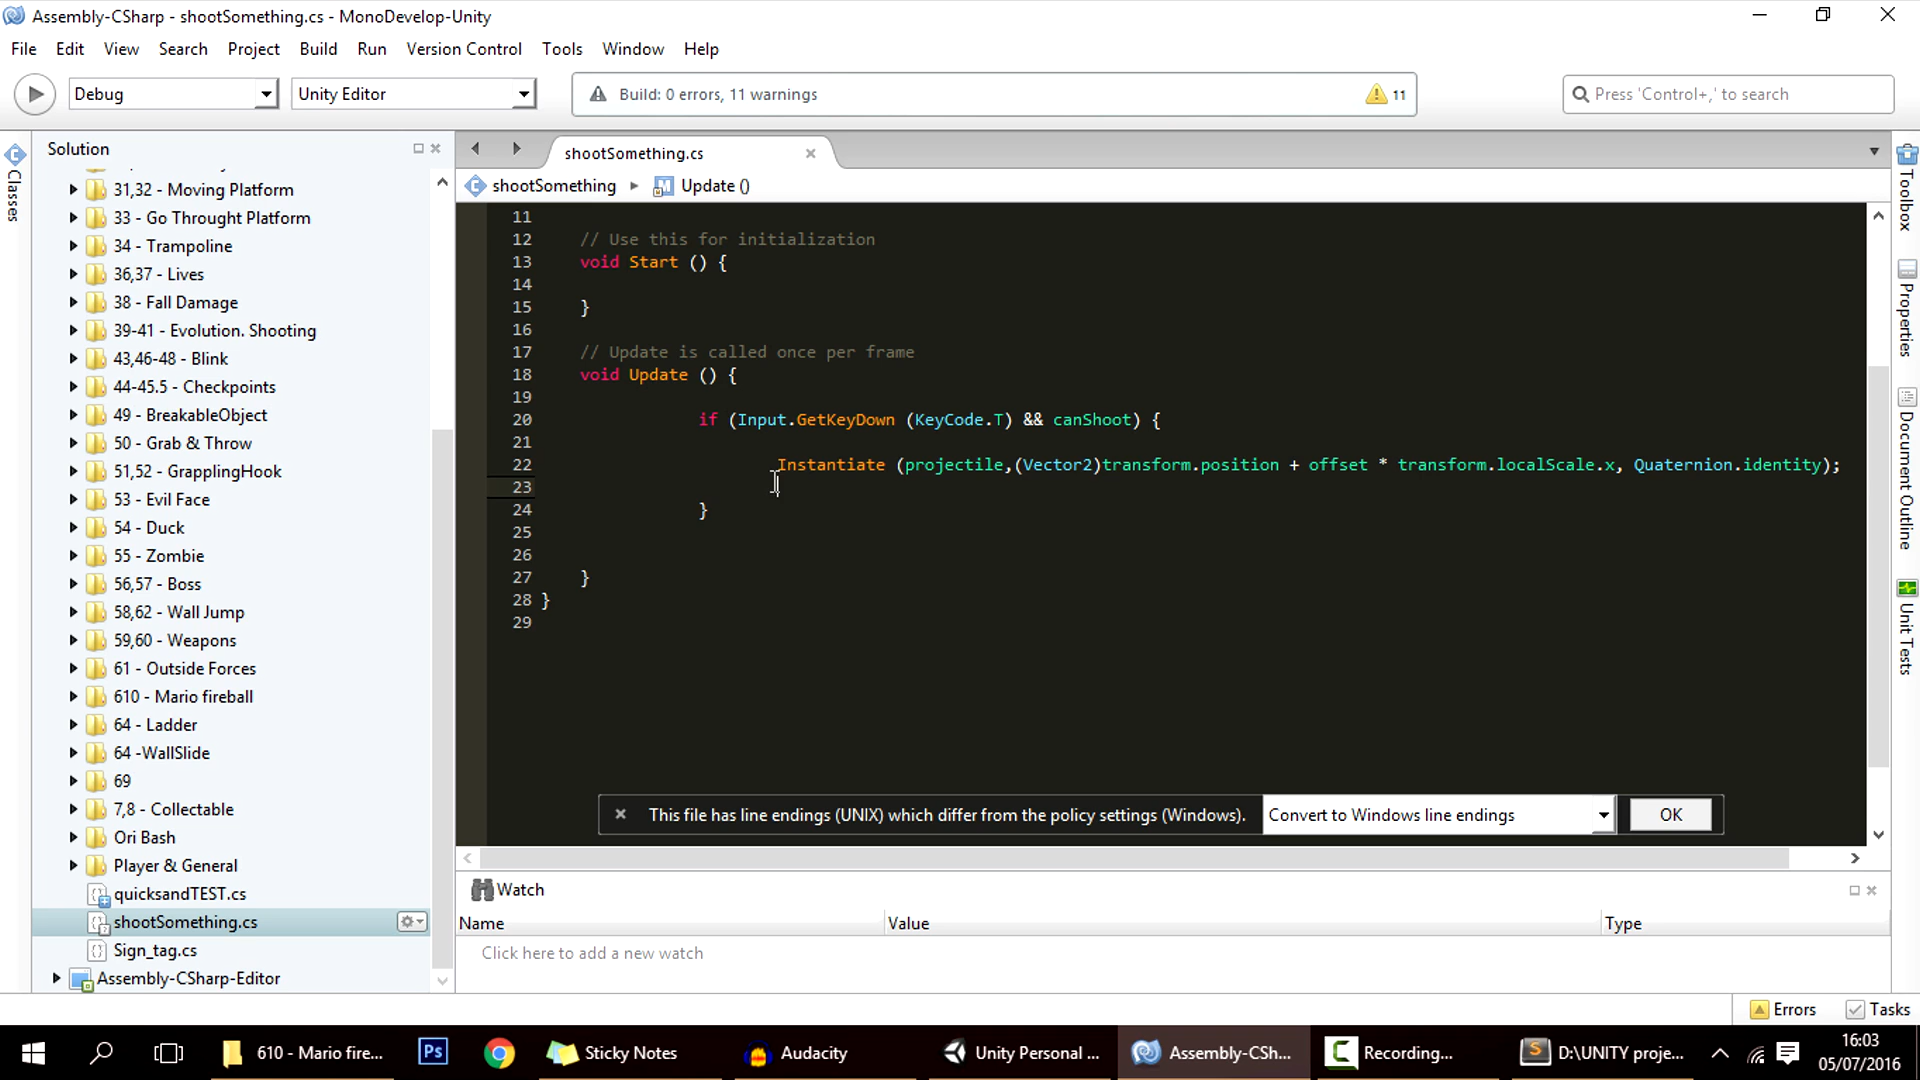 Assembly-CSharp - shootSomething.cs - MonoDevelop-Unity
File Edit View Search Project Build Run Version Control Tools Window Help
Debug Unity Editor Build: 0 errors, 11 warnings 11 Press 'Control+,' to search
Classes
Solution
31,32 - Moving Platform
33 - Go Throught Platform
34 - Trampoline
36,37 - Lives
38 - Fall Damage
39-41 - Evolution. Shooting
43,46-48 - Blink
44-45.5 - Checkpoints
49 - BreakableObject
50 - Grab & Throw
51,52 - GrapplingHook
53 - Evil Face
54 - Duck
55 - Zombie
56,57 - Boss
58,62 - Wall Jump
59,60 - Weapons
61 - Outside Forces
610 - Mario fireball
64 - Ladder
64 -WallSlide
69
7,8 - Collectable
Ori Bash
Player & General
quicksandTEST.cs
shootSomething.cs
Sign_tag.cs
Assembly-CSharp-Editor
shootSomething.cs
shootSomething Update ()
11
12 // Use this for initialization
13 void Start () {
14
15 }
16
17 // Update is called once per frame
18 void Update () {
19
20 if (Input.GetKeyDown (KeyCode.T) && canShoot) {
21
22 Instantiate (projectile,(Vector2)transform.position + offset * transform.localScale.x, Quaternion.identity);
23
24 }
25
26
27 }
28 }
29
This file has line endings (UNIX) which differ from the policy settings (Windows). Convert to Windows line endings OK
Watch
Name Value Type
Click here to add a new watch
Toolbox
Properties
Document Outline
Unit Tests
Errors Tasks
610 - Mario fire... Ps Sticky Notes Audacity Unity Personal ... Assembly-CSh... Recording... D:\UNITY proje...
16:03
05/07/2016